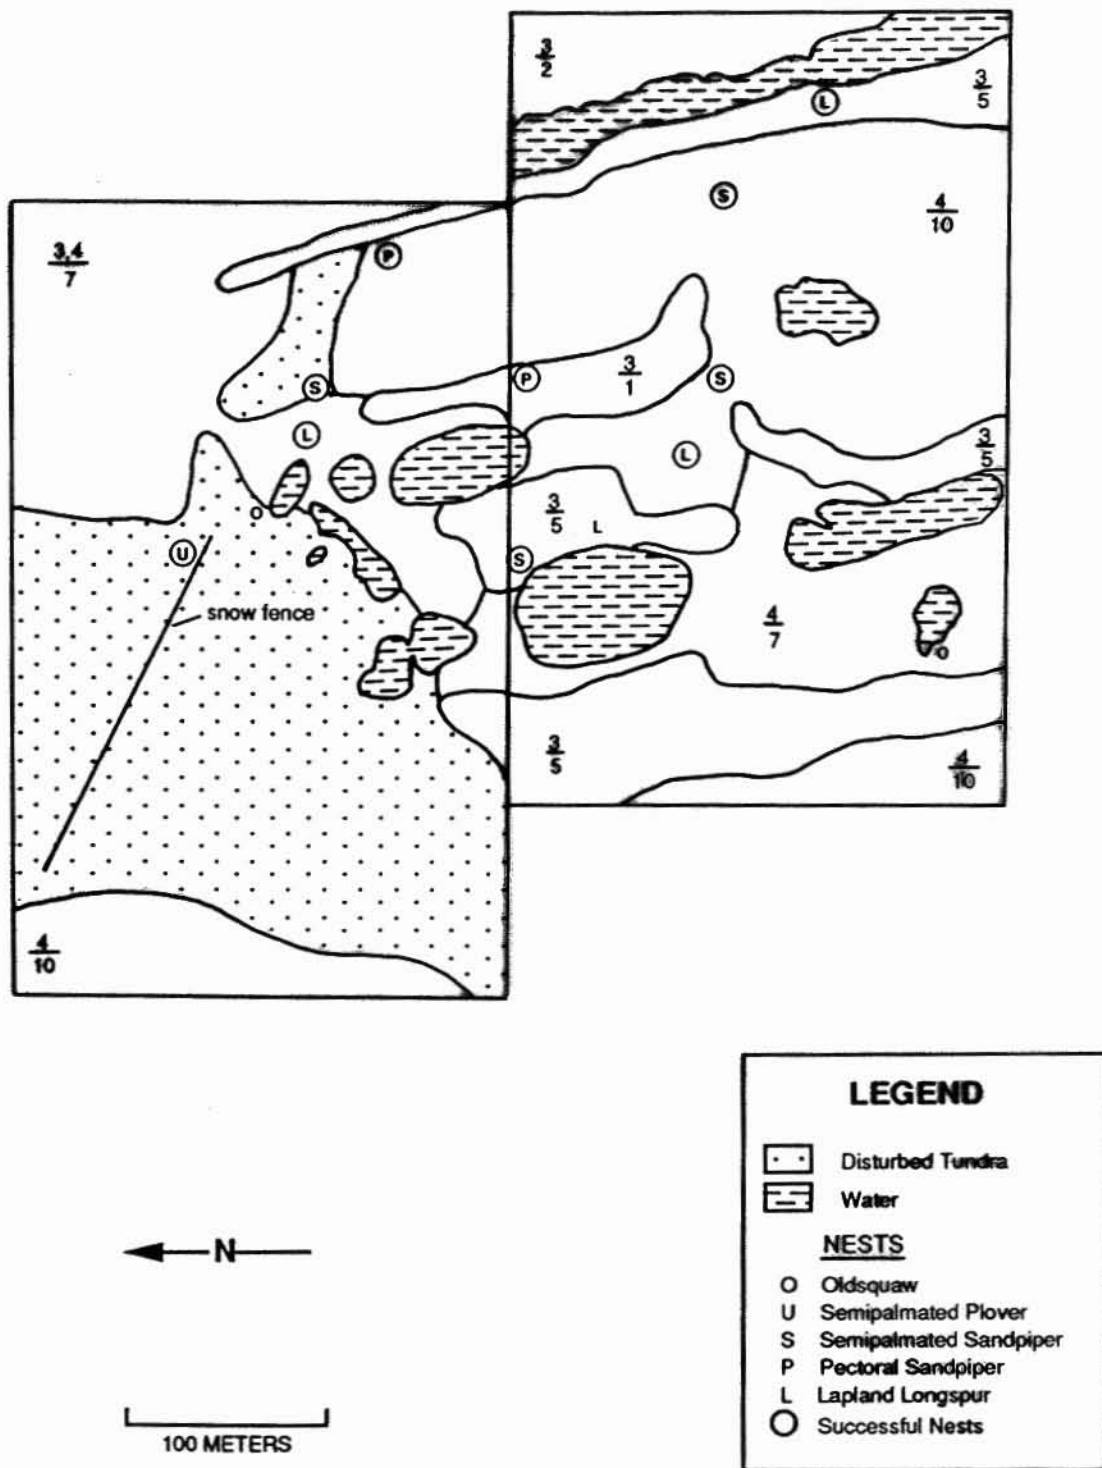 3
2
3
5
L
S
4
10
3,4
7
P
S
P
3
1
S
L
L
3
5
o
3
5
L
U
S
snow fence
4
7
o
3
5
4
10
4
10
LEGEND
Disturbed Tundra
Water
NESTS
O Oldsquaw
U Semipalmated Plover
S Semipalmated Sandpiper
P Pectoral Sandpiper
L Lapland Longspur
Successful Nests
N
100 METERS